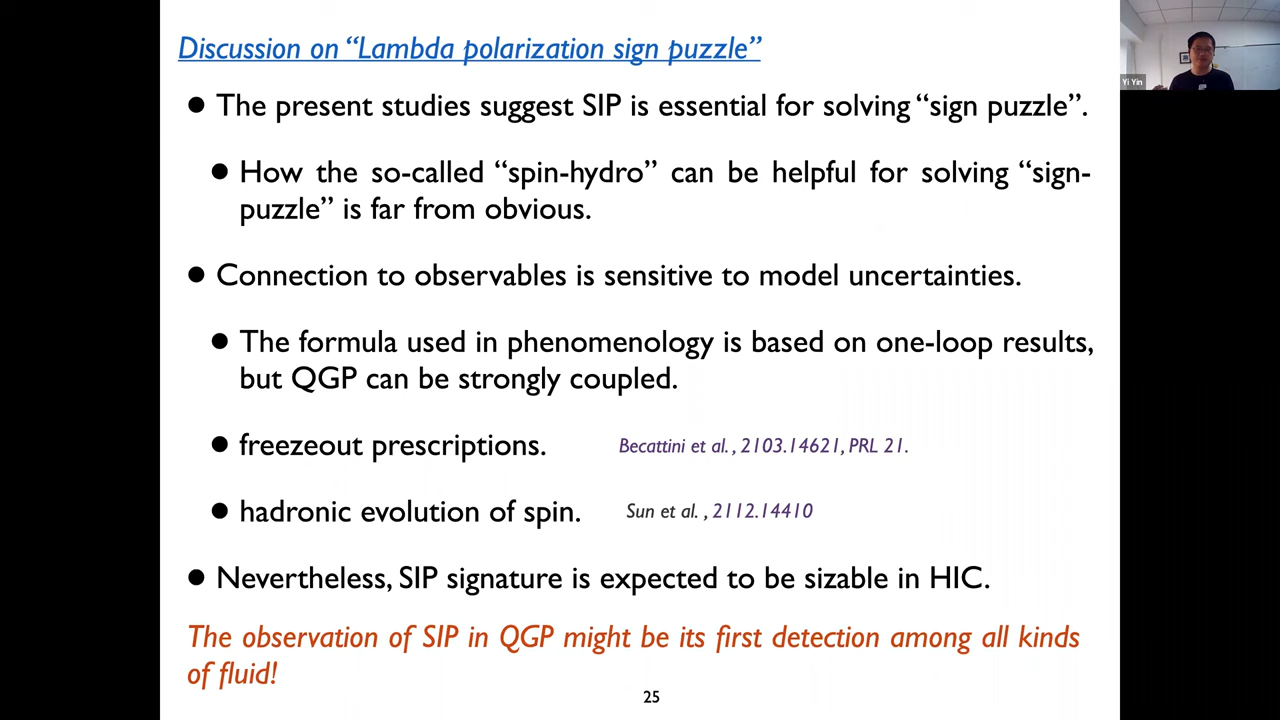 Discussion on “Lambda polarization sign puzzle”
Yi Yin
● The present studies suggest SIP is essential for solving “sign puzzle”.
● How the so-called “spin-hydro” can be helpful for solving “sign-
puzzle” is far from obvious.
● Connection to observables is sensitive to model uncertainties.
● The formula used in phenomenology is based on one-loop results,
but QGP can be strongly coupled.
● freezeout prescriptions. Becattini et al. , 2103.14621, PRL 21.
● hadronic evolution of spin. Sun et al. , 2112.14410
● Nevertheless, SIP signature is expected to be sizable in HIC.
The observation of SIP in QGP might be its first detection among all kinds
of fluid!
25